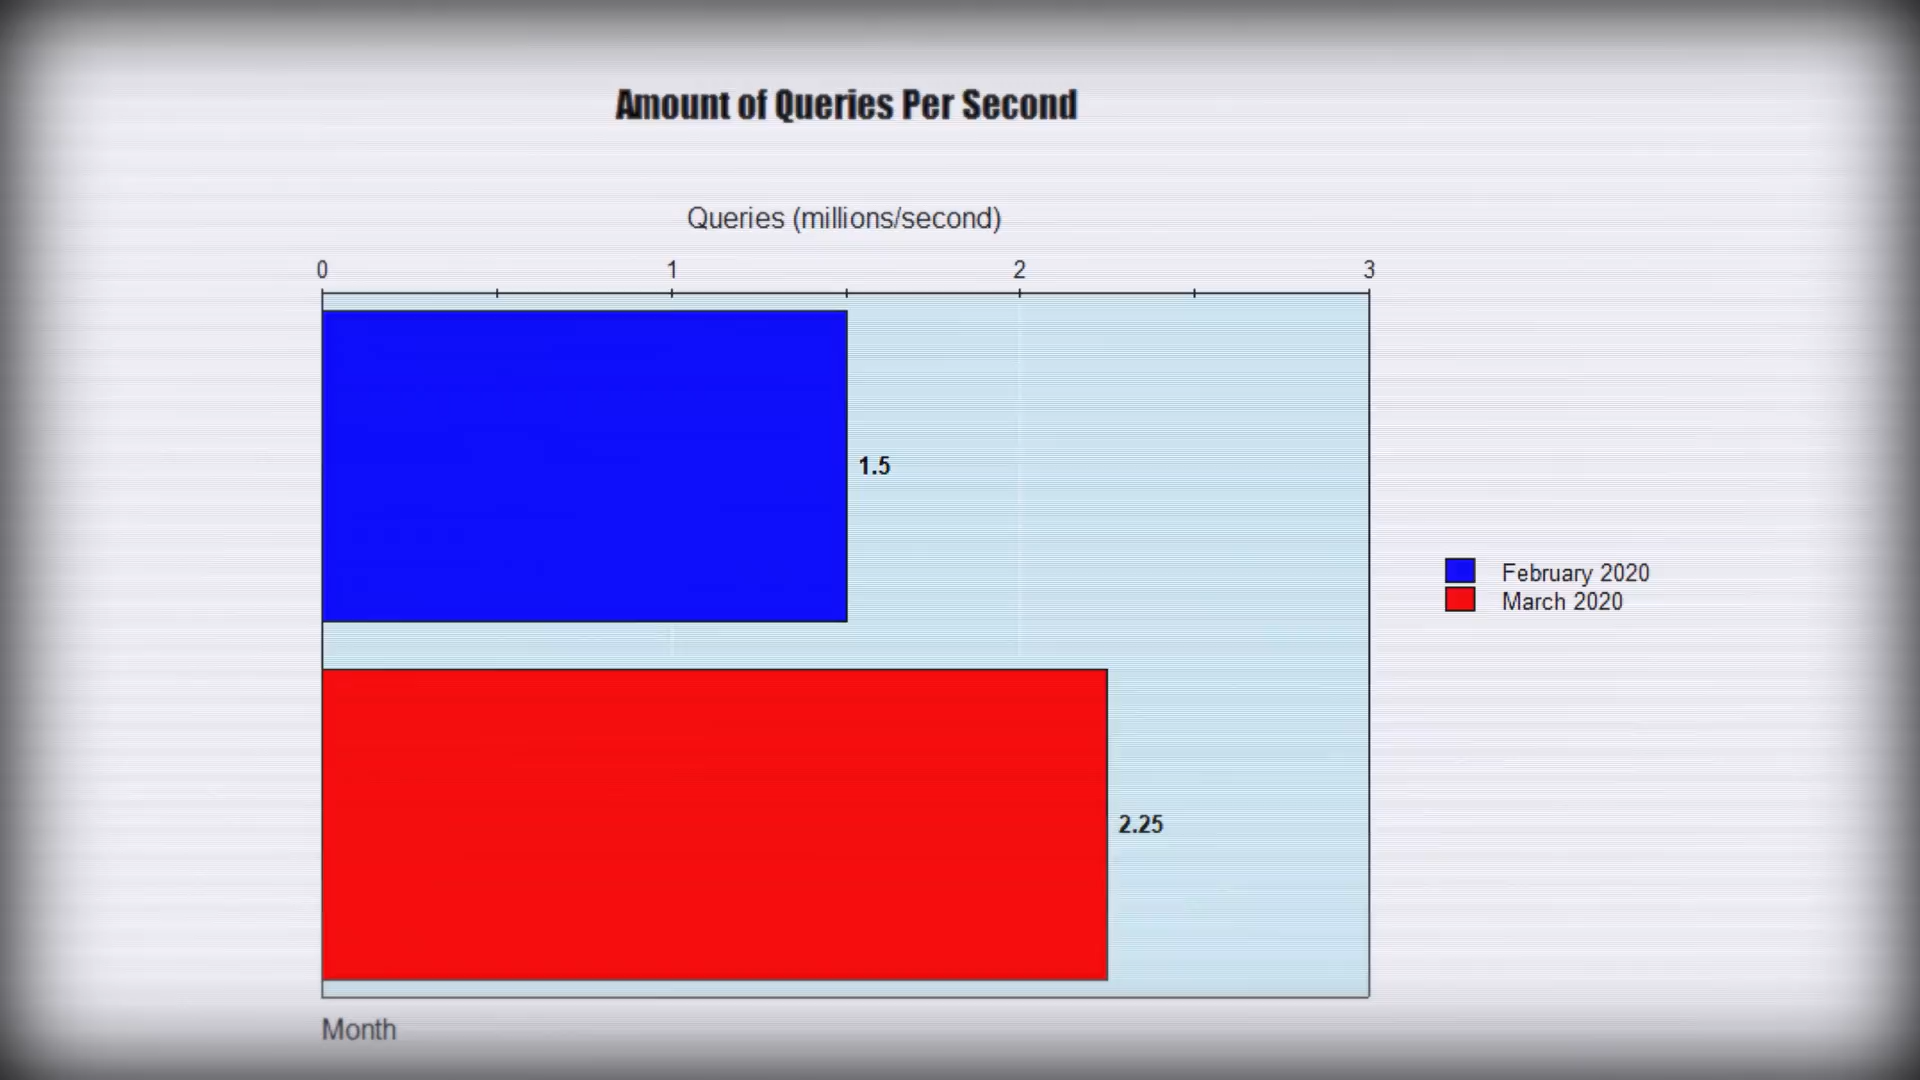 Amount of Queries Per Second
Queries (millions/second)
0 1 2 3
1.5
February 2020
March 2020
2.25
Month